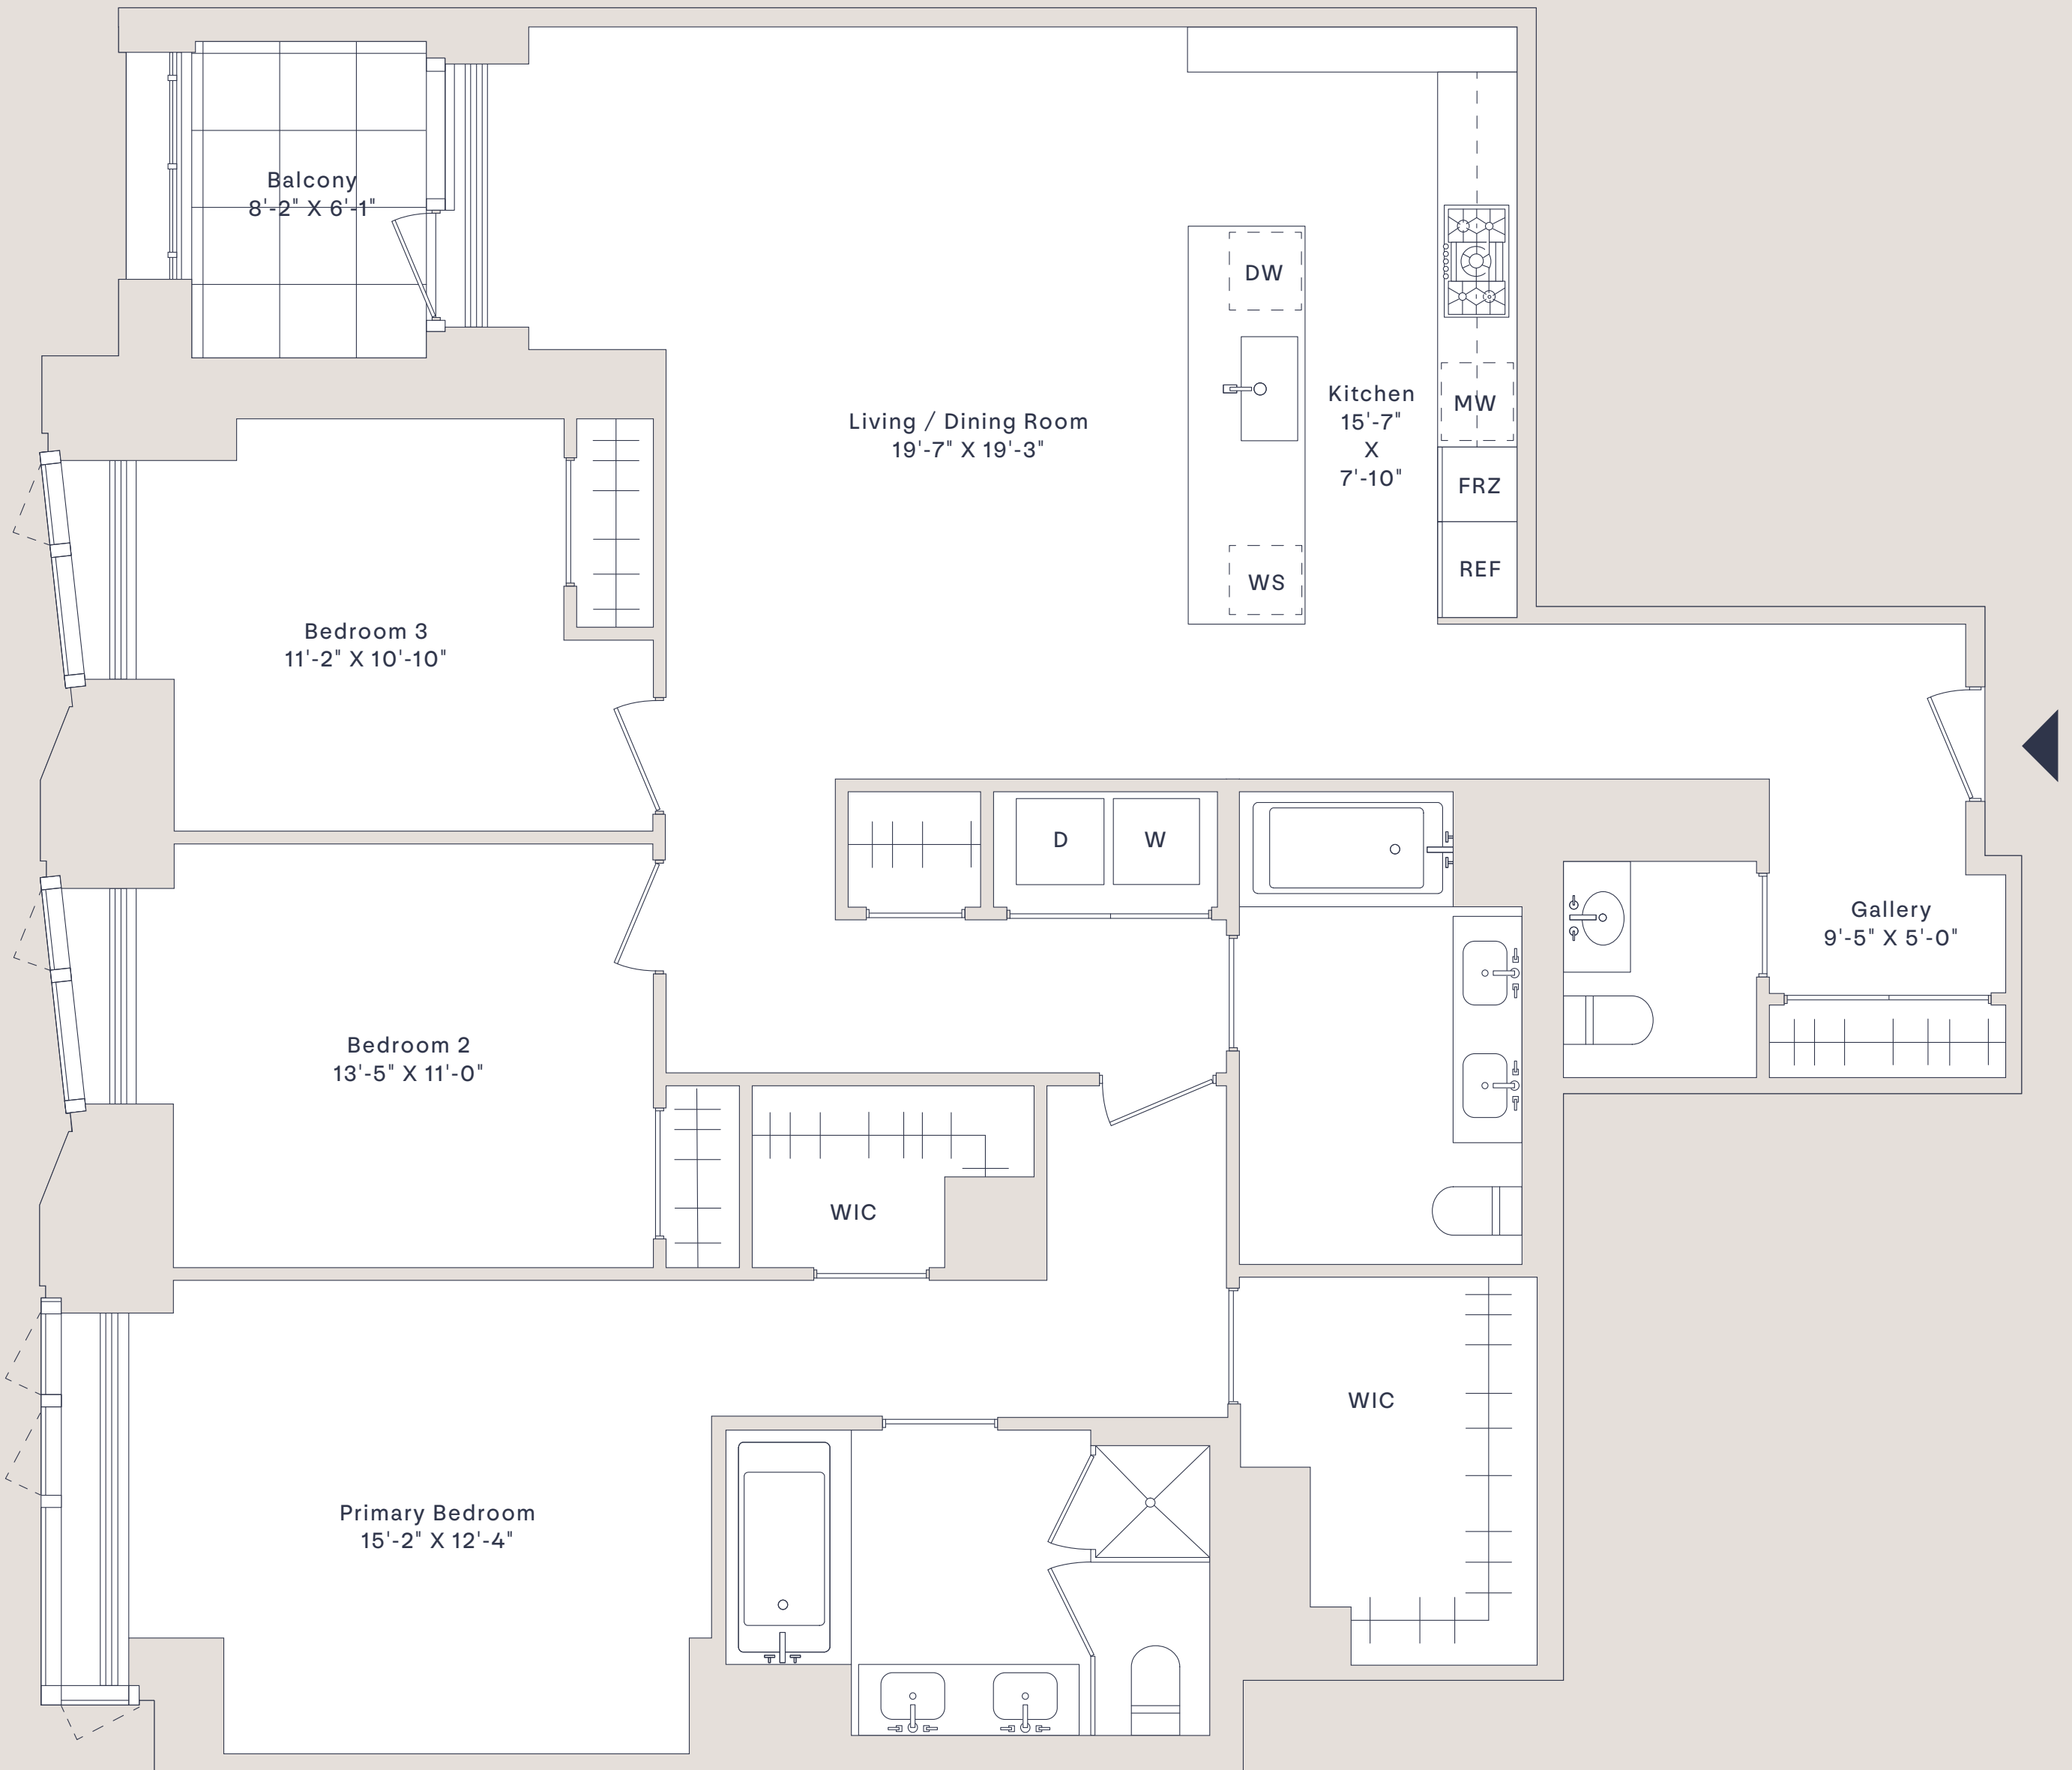 Balcony
8'-2" X 6'-1"
Living / Dining Room
19'-7" X 19'-3"
DW
WS
Kitchen
15'-7"
X
7'-10"
MW
FRZ
REF
Bedroom 3
11'-2" X 10'-10"
D
W
Gallery
9'-5" X 5'-0"
Bedroom 2
13'-5" X 11'-0"
WIC
WIC
Primary Bedroom
15'-2" X 12'-4"